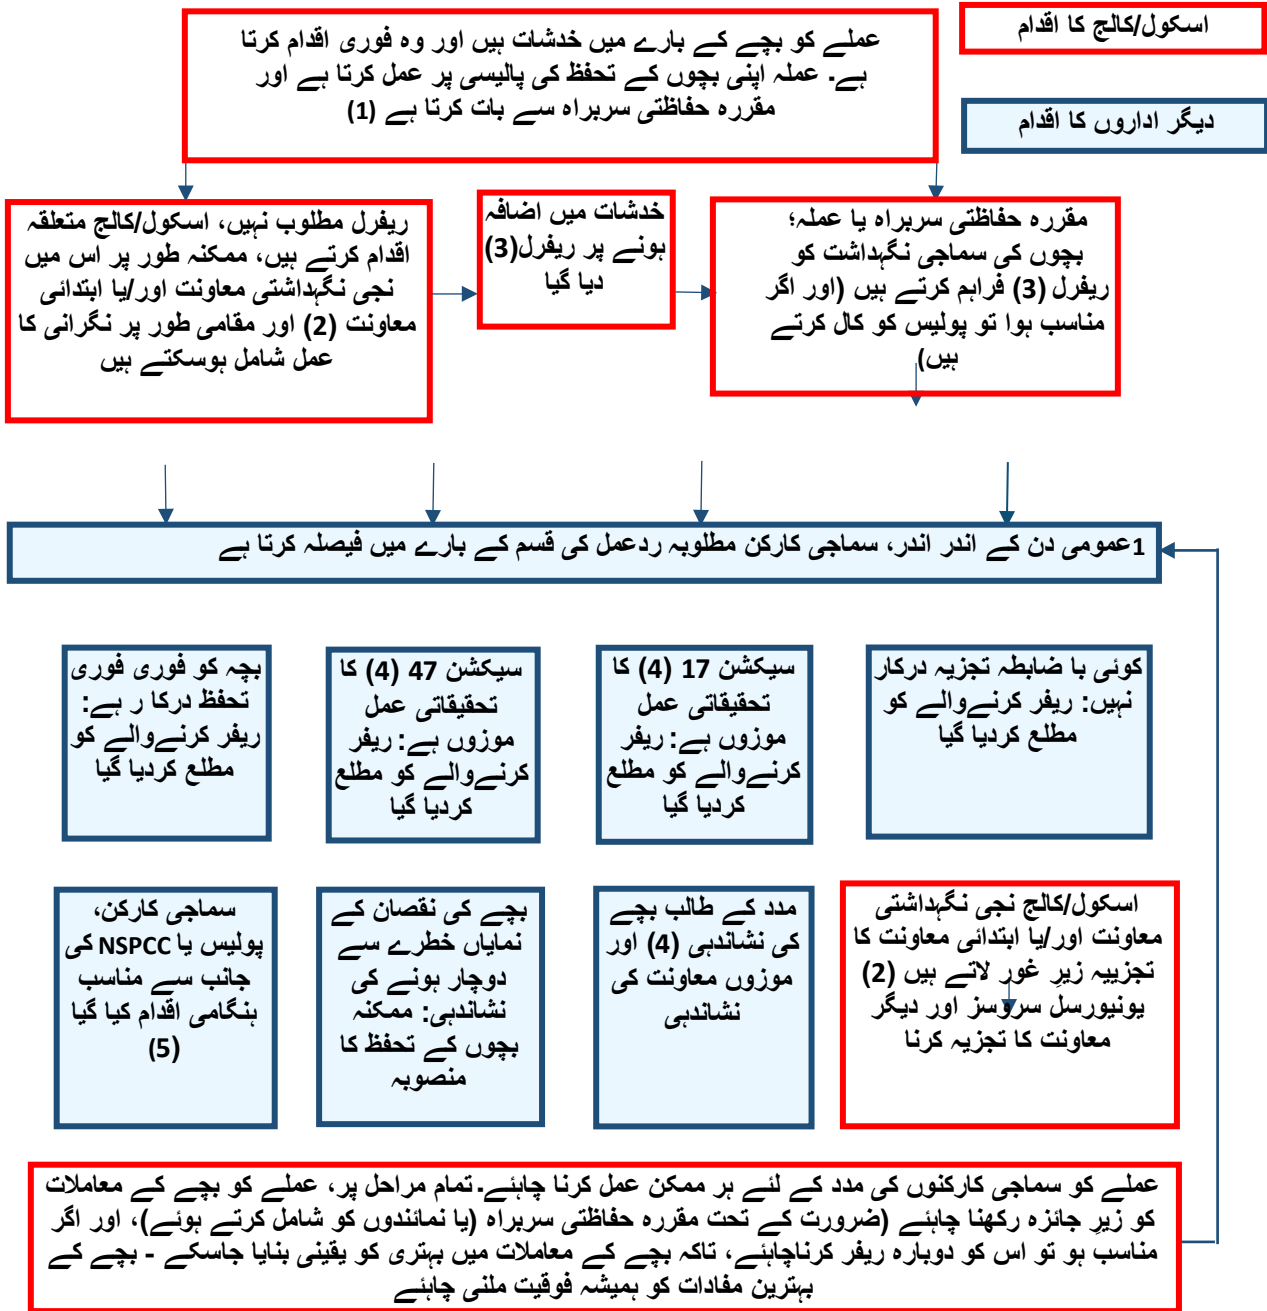 عملے کو بچے کے بارے میں خدشات ہیں اور وہ فوری اقدام کرتا
ہے۔ عملہ اپنی بچوں کے تحفظ کی پالیسی پر عمل کرتا ہے اور
مقررہ حفاظتی سربراہ سے بات کرتا ہے (1)
اسکول/کالج کا اقدام
دیگر اداروں کا اقدام
مقررہ حفاظتی سربراہ یا عملہ؛
بچوں کی سماجی نگہداشت کو
ریفرل (3) فراہم کرتے ہیں (اور اگر
مناسب ہوا تو پولیس کو کال کرتے
ہیں)
خدشات میں اضافہ
ہونے پر ریفرل(3)
دیا گیا
ریفرل مطلوب نہیں، اسکول/کالج متعلقہ
اقدام کرتے ہیں، ممکنہ طور پر اس میں
نجی نگہداشتی معاونت اور/یا ابتدائی
معاونت (2) اور مقامی طور پر نگرانی کا
عمل شامل ہوسکتے ہیں
1عمومی دن کے اندر اندر، سماجی کارکن مطلوبہ ردعمل کی قسم کے بارے میں فیصلہ کرتا ہے
کوئی با ضابطہ تجزیہ درکار
نہیں: ریفر کرنےوالے کو
مطلع کردیا گیا
سیکشن 17 (4) کا
تحقیقاتی عمل
موزوں ہے: ریفر
کرنےوالے کو مطلع
کردیا گیا
سیکشن 47 (4) کا
تحقیقاتی عمل
موزوں ہے: ریفر
کرنےوالے کو مطلع
کردیا گیا
بچہ کو فوری فوری
تحفظ درکا ر ہے:
ریفر کرنےوالے کو
مطلع کردیا گیا
اسکول/کالج نجی نگہداشتی
معاونت اور/یا ابتدائی معاونت کا
تجزییہ زیرِ غور لاتے ہیں (2)
یونیورسل سروسز اور دیگر
معاونت کا تجزیہ کرنا
مدد کے طالب بچے
کی نشاندہی (4) اور
موزوں معاونت کی
نشاندہی
بچے کی نقصان کے
نمایاں خطرے سے
دوچار ہونے کی
نشاندہی: ممکنہ
بچوں کے تحفظ کا
منصوبہ
سماجی کارکن،
پولیس یا NSPCC کی
جانب سے مناسب
ہنگامی اقدام کیا گیا
(5)
عملے کو سماجی کارکنوں کی مدد کے لئے ہر ممکن عمل کرنا چاہئے۔ تمام مراحل پر، عملے کو بچے کے معاملات
کو زیرِ جائزہ رکھنا چاہئے (ضرورت کے تحت مقررہ حفاظتی سربراہ (یا نمائندوں کو شامل کرتے ہوئے)، اور اگر
مناسب ہو تو اس کو دوبارہ ریفر کرناچاہئے، تاکہ بچے کے معاملات میں بہتری کو یقینی بنایا جاسکے - بچے کے
بہترین مفادات کو ہمیشہ فوقیت ملنی چاہئے